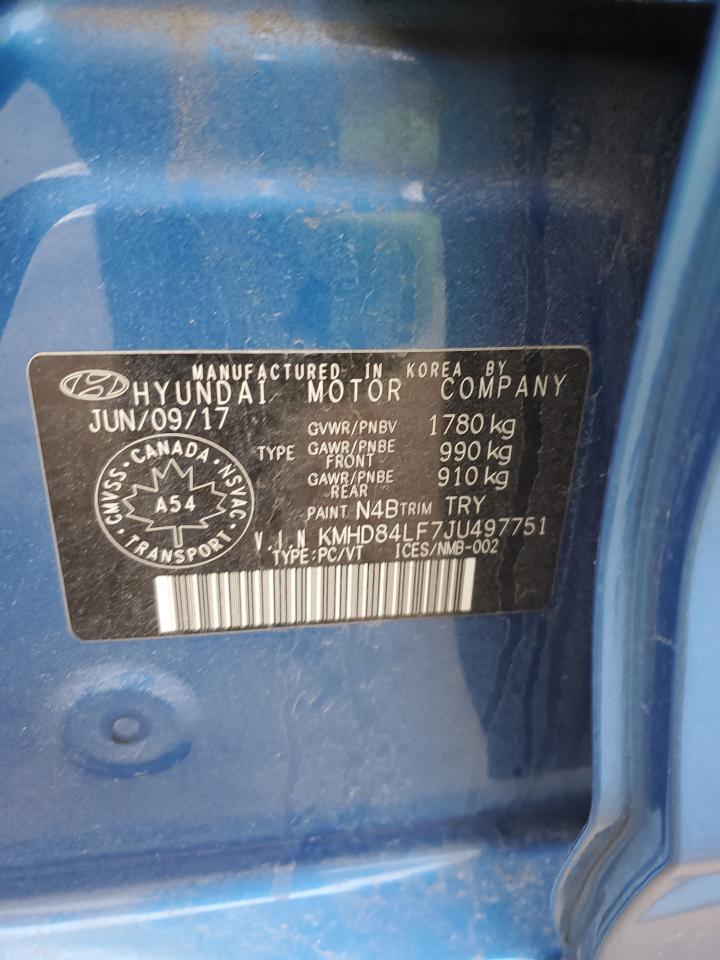 MANUFACTURED IN KOREA BY
HYUNDAI MOTOR COMPANY
JUN/09/17
GVWR/PNBV 1780 kg
TYPE GAWR/PNBE FRONT 990 kg
GAWR/PNBE REAR 910 kg
PAINT N4B TRIM TRY
CMVSS · CANADA · NSVAC · TRANSPORT ·
A54
V.I.N KMHD84LF7JU497751
TYPE:PC/VT ICES/NMB-002